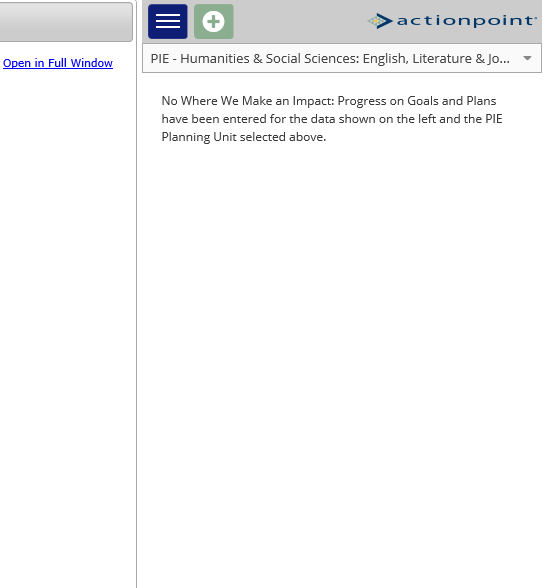 actionpoint
Open in Full Window
PIE - Humanities & Social Sciences: English, Literature & Jo...
No Where We Make an Impact: Progress on Goals and Plans
have been entered for the data shown on the left and the PIE
Planning Unit selected above.